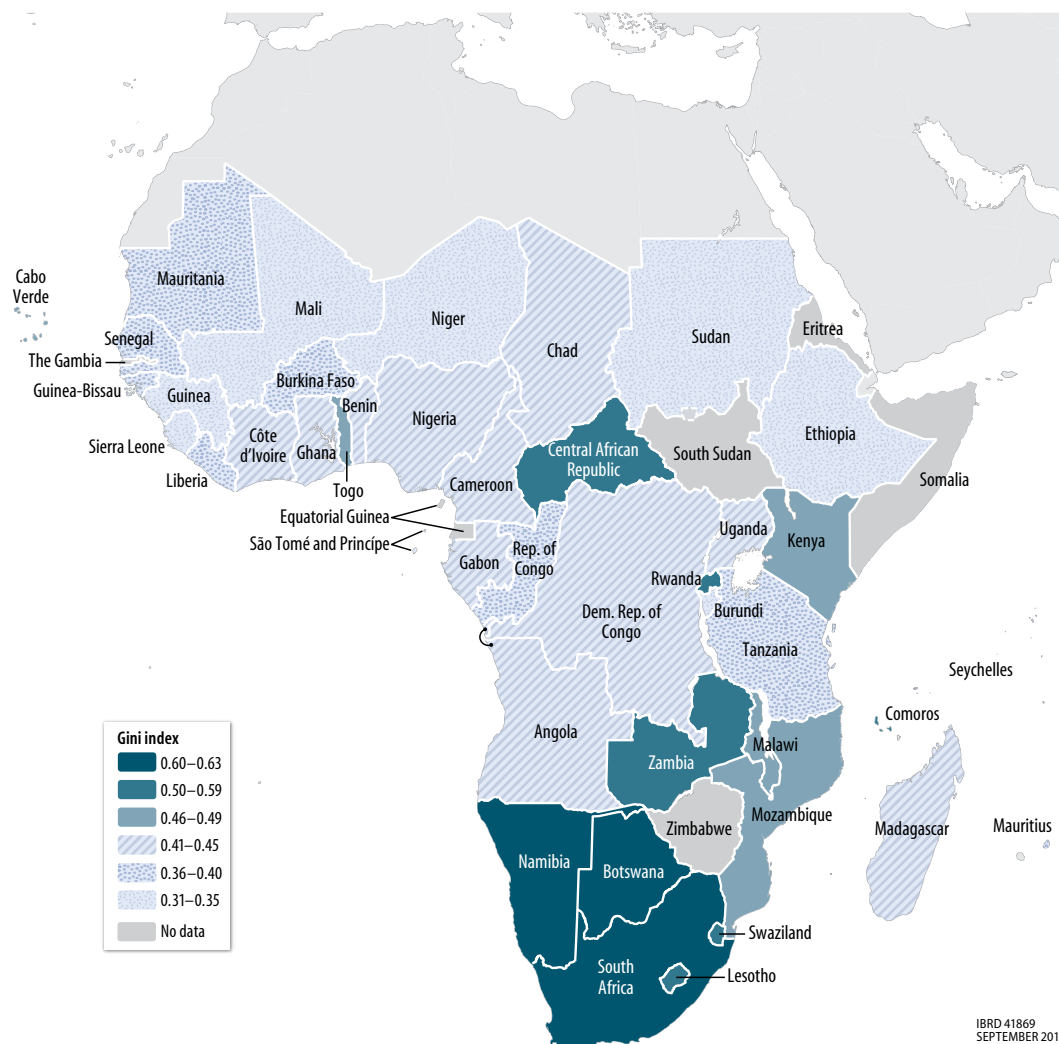 Cabo
Verde
Mauritania
Mali
Niger
Chad
Sudan
Eritrea
Senegal
The Gambia
Guinea-Bissau
Guinea
Burkina Faso
Benin
Nigeria
Ethiopia
Sierra Leone
Côte
d'Ivoire
Ghana
Central African
Republic
South Sudan
Somalia
Liberia
Togo
Cameroon
Equatorial Guinea
São Tomé and Princípe
Gabon
Rep. of
Congo
Uganda
Kenya
Rwanda
Dem. Rep. of
Congo
Burundi
Tanzania
Seychelles
Comoros
Angola
Zambia
Malawi
Mozambique
Zimbabwe
Madagascar
Mauritius
Namibia
Botswana
Swaziland
South
Africa
Lesotho
Gini index
0.60–0.63
0.50–0.59
0.46–0.49
0.41–0.45
0.36–0.40
0.31–0.35
No data
IBRD 41869
SEPTEMBER 201